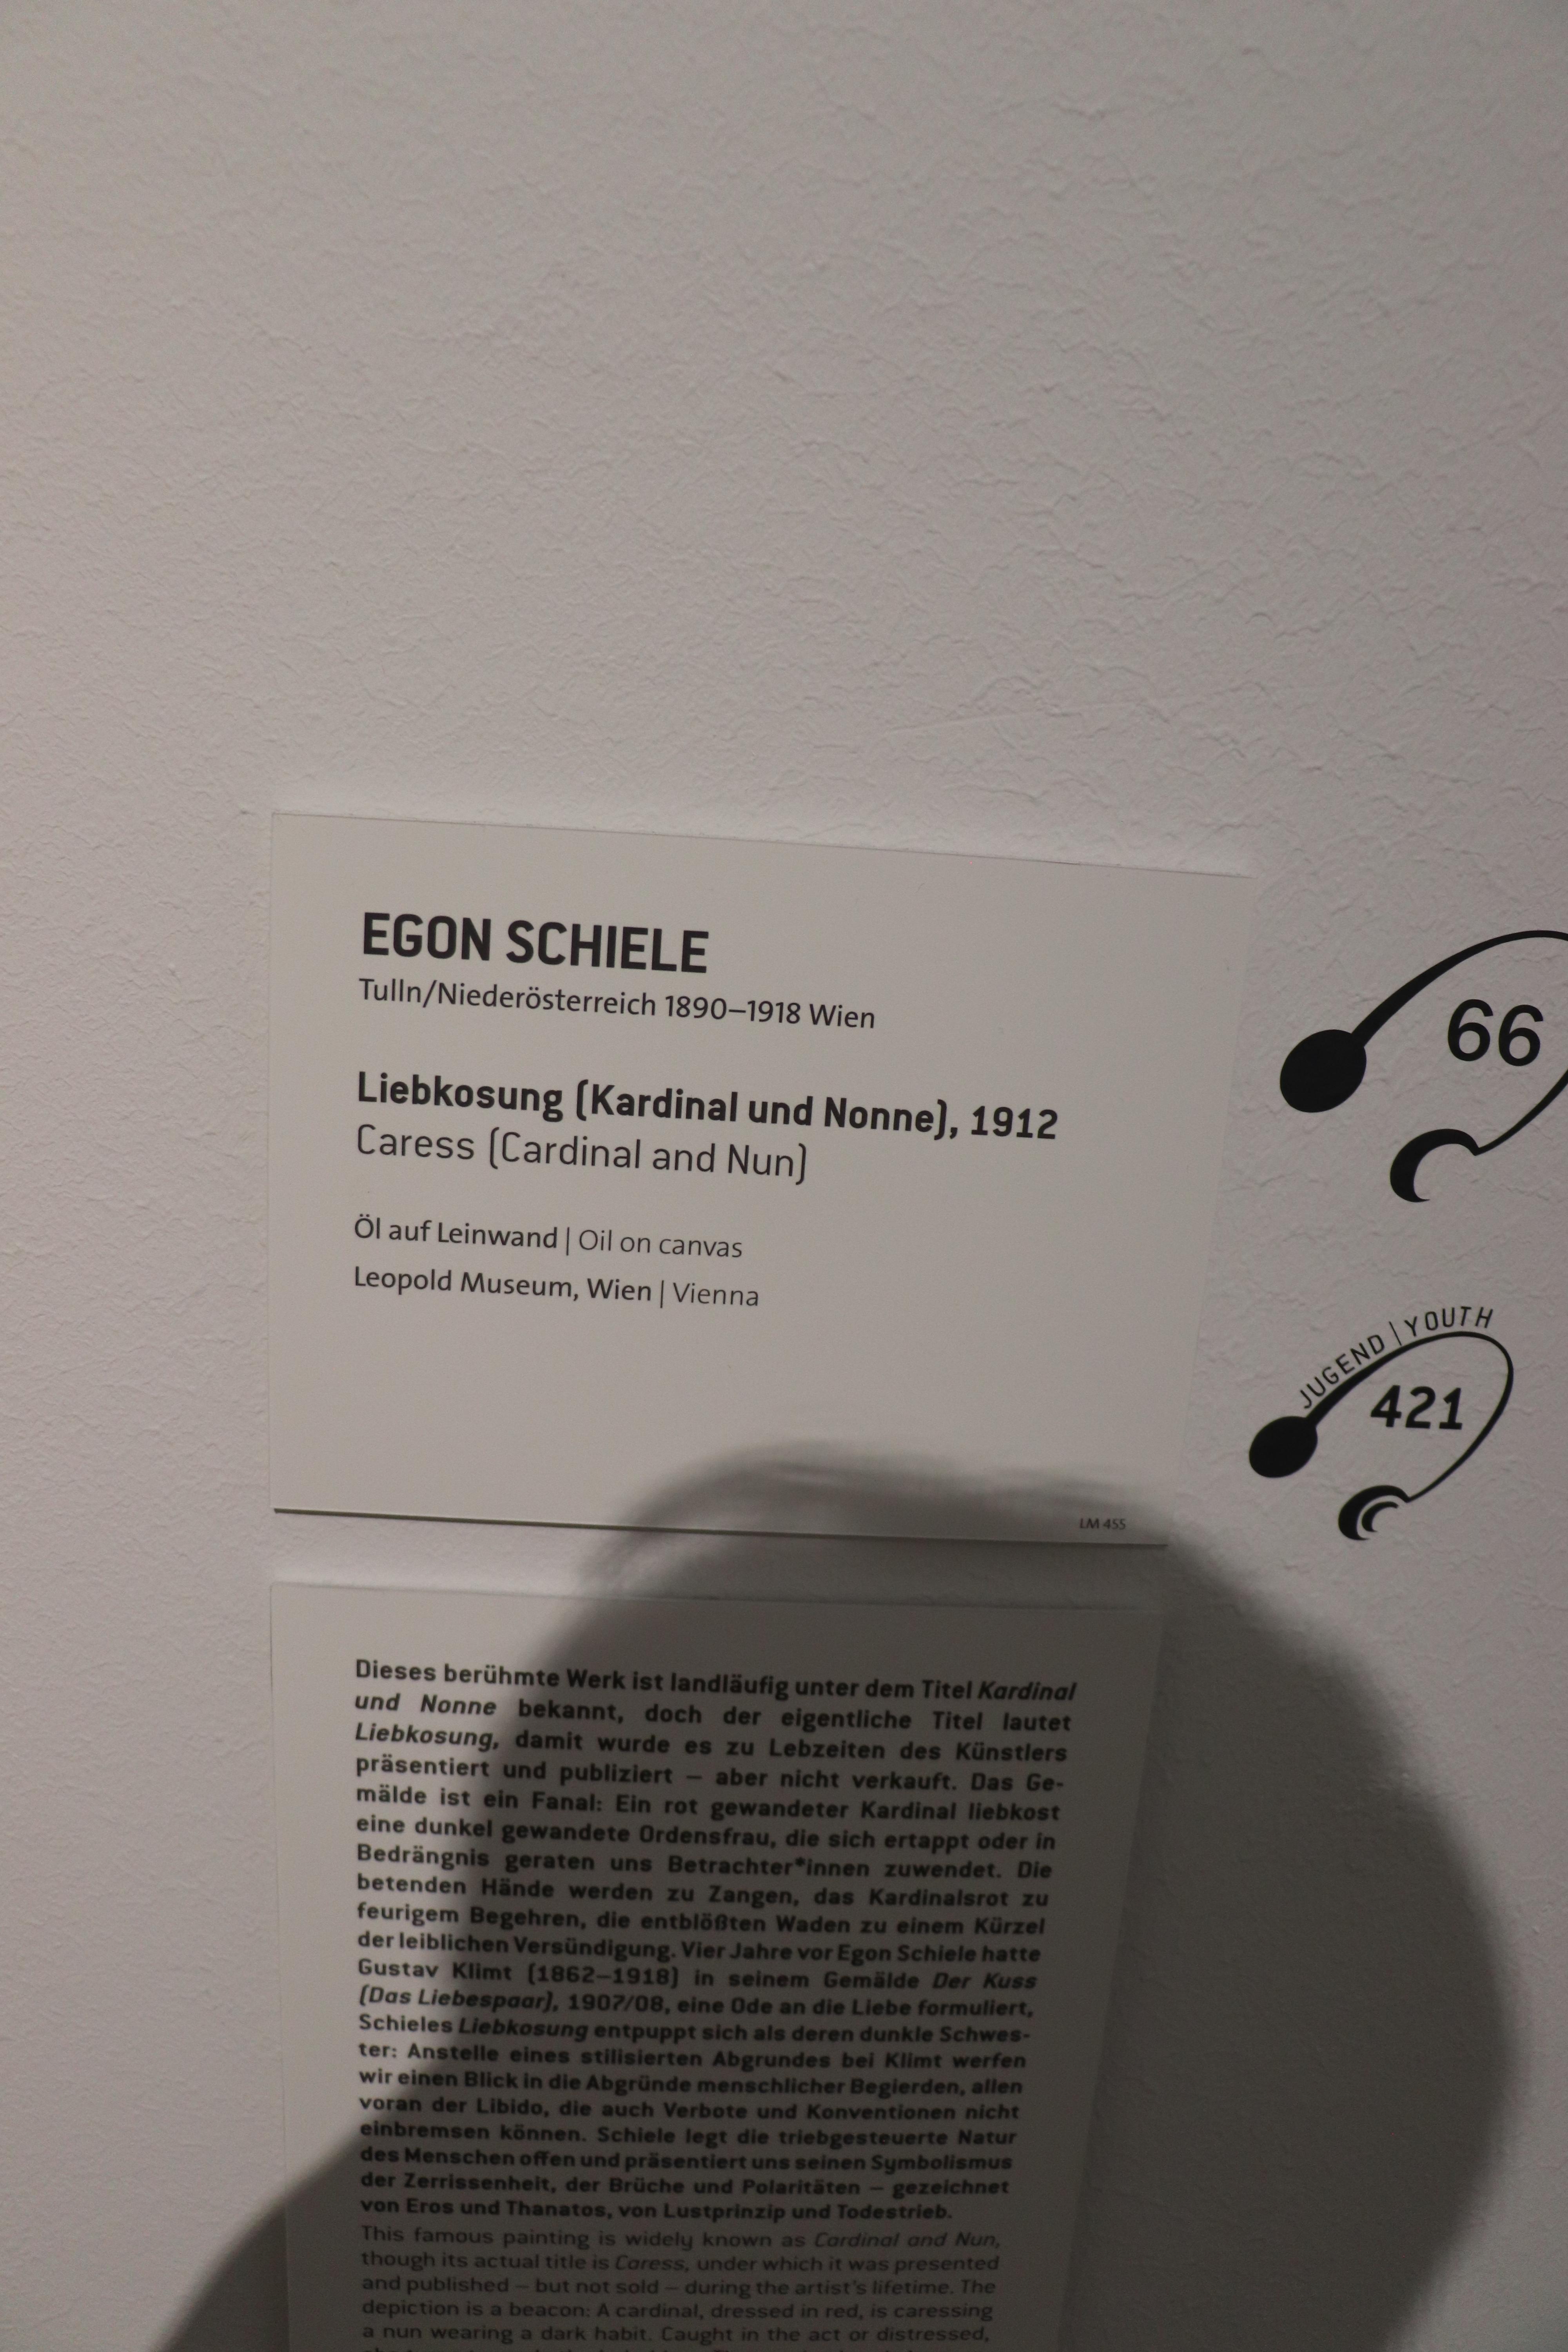 EGON SCHIELE
Tulln/Niederösterreich 1890–1918 Wien
Liebkosung (Kardinal und Nonne), 1912
Caress (Cardinal and Nun)
Öl auf Leinwand | Oil on canvas
Leopold Museum, Wien | Vienna
LM 455
66
JUGEND | YOUTH
421
Dieses berühmte Werk ist landläufig unter dem Titel Kardinal
und Nonne bekannt, doch der eigentliche Titel lautet
Liebkosung, damit wurde es zu Lebzeiten des Künstlers
präsentiert und publiziert – aber nicht verkauft. Das Ge-
mälde ist ein Fanal: Ein rot gewandeter Kardinal liebkost
eine dunkel gewandete Ordensfrau, die sich ertappt oder in
Bedrängnis geraten uns Betrachter*innen zuwendet. Die
betenden Hände werden zu Zangen, das Kardinalsrot zu
feurigem Begehren, die entblößten Waden zu einem Kürzel
der leiblichen Versündigung. Vier Jahre vor Egon Schiele hatte
Gustav Klimt (1862–1918) in seinem Gemälde Der Kuss
(Das Liebespaar), 1907/08, eine Ode an die Liebe formuliert,
Schieles Liebkosung entpuppt sich als deren dunkle Schwes-
ter: Anstelle eines stilisierten Abgrundes bei Klimt werfen
wir einen Blick in die Abgründe menschlicher Begierden, allen
voran der Libido, die auch Verbote und Konventionen nicht
einbremsen können. Schiele legt die triebgesteuerte Natur
des Menschen offen und präsentiert uns seinen Symbolismus
der Zerrissenheit, der Brüche und Polaritäten – gezeichnet
von Eros und Thanatos, von Lustprinzip und Todestrieb.
This famous painting is widely known as Cardinal and Nun,
though its actual title is Caress, under which it was presented
and published – but not sold – during the artist's lifetime. The
depiction is a beacon: A cardinal, dressed in red, is caressing
a nun wearing a dark habit. Caught in the act or distressed,